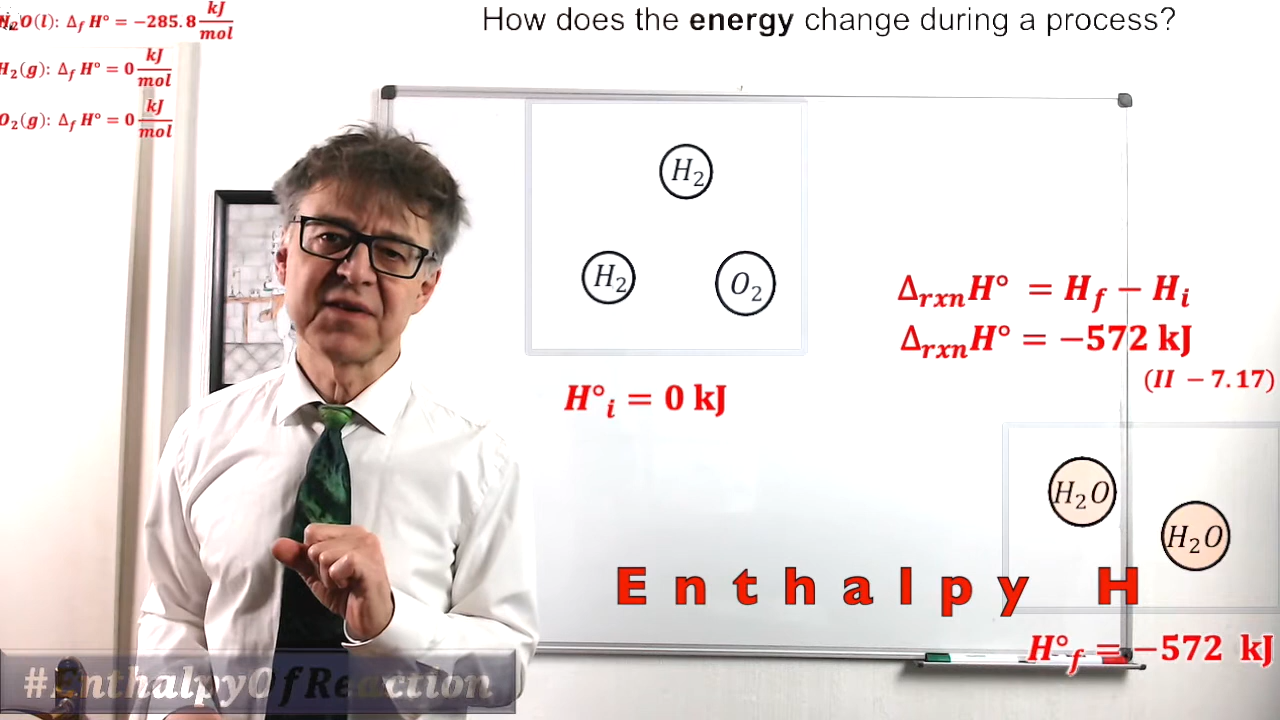 How does the energy change during a process?
H₂O(l): Δ_f H° = −285.8 kJ/mol
H₂(g): Δ_f H° = 0 kJ/mol
O₂(g): Δ_f H° = 0 kJ/mol
H₂
H₂
O₂
Δ_rxn H° = H_f − H_i
Δ_rxn H° = −572 kJ
(II − 7.17)
H°_i = 0 kJ
H₂O
H₂O
Enthalpy H
H°_f = −572 kJ
#EnthalpyOfReaction